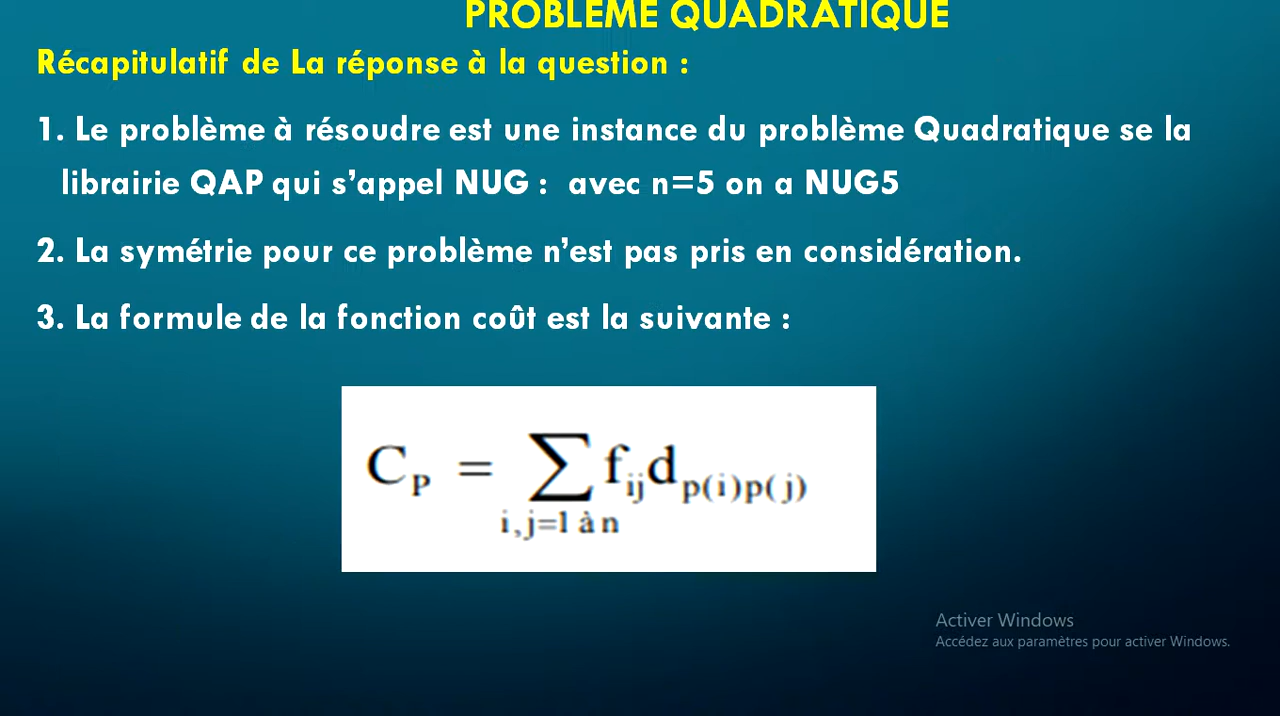 PROBLEME QUADRATIQUE
Récapitulatif de La réponse à la question :
1. Le problème à résoudre est une instance du problème Quadratique se la
librairie QAP qui s'appel NUG : avec n=5 on a NUG5
2. La symétrie pour ce problème n'est pas pris en considération.
3. La formule de la fonction coût est la suivante :
C_P = ∑ f_ij d_p(i)p(j)
i,j=1 à n
Activer Windows
Accédez aux paramètres pour activer Windows.